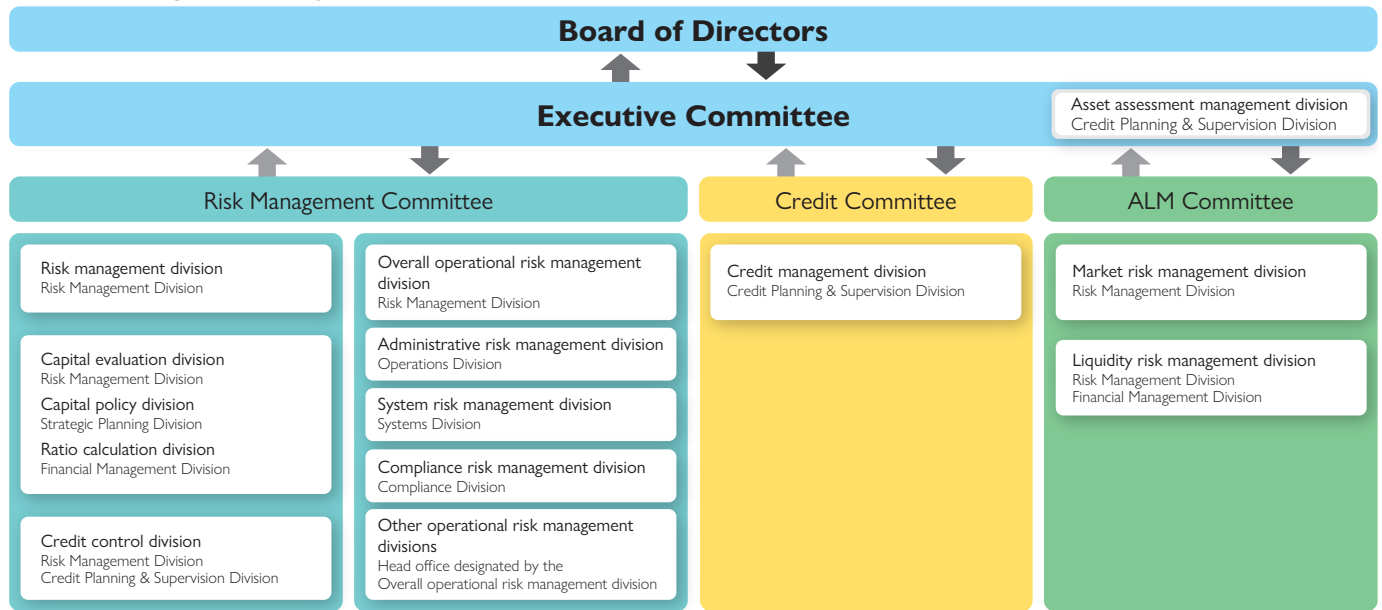 Board of Directors
Executive Committee
Asset assessment management division
Credit Planning & Supervision Division
Risk Management Committee
Risk management division
Risk Management Division
Capital evaluation division
Risk Management Division
Capital policy division
Strategic Planning Division
Ratio calculation division
Financial Management Division
Credit control division
Risk Management Division
Credit Planning & Supervision Division
Overall operational risk management
division
Risk Management Division
Administrative risk management division
Operations Division
System risk management division
Systems Division
Compliance risk management division
Compliance Division
Other operational risk management
divisions
Head office designated by the
Overall operational risk management division
Credit Committee
Credit management division
Credit Planning & Supervision Division
ALM Committee
Market risk management division
Risk Management Division
Liquidity risk management division
Risk Management Division
Financial Management Division